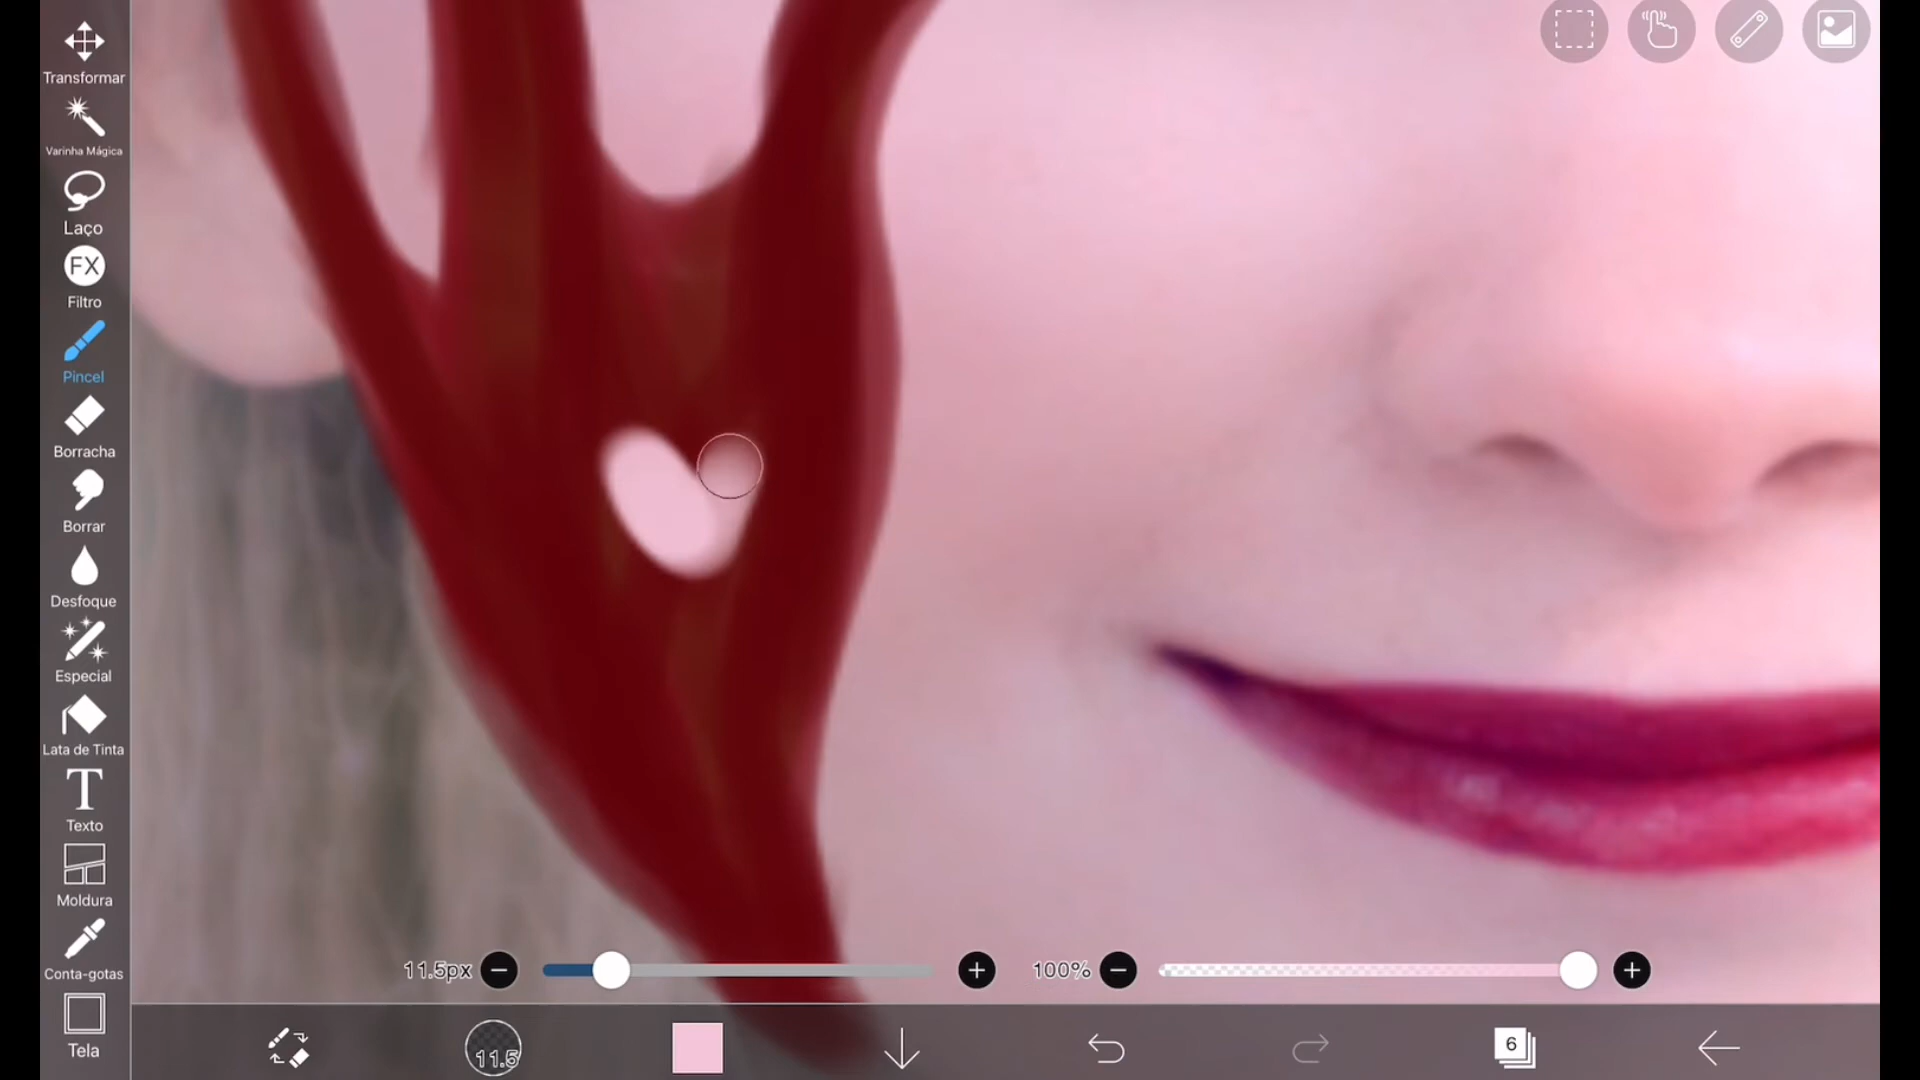 Transformar
Varinha Mágica
Laço
FX
Filtro
Pincel
Borracha
Borrar
Desfoque
Especial
Lata de Tinta
T
Texto
Moldura
Conta-gotas
Tela
11.5px
100%
11.5
6